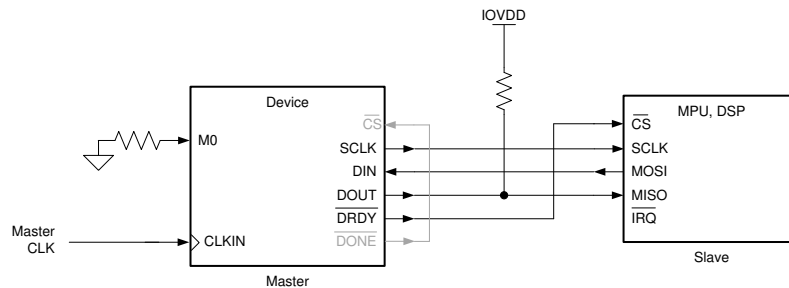 IOVDD
Device
MPU, DSP
CS
CS
M0
SCLK
SCLK
DIN
MOSI
DOUT
MISO
DRDY
IRQ
Master
CLK
CLKIN
DONE
Master
Slave